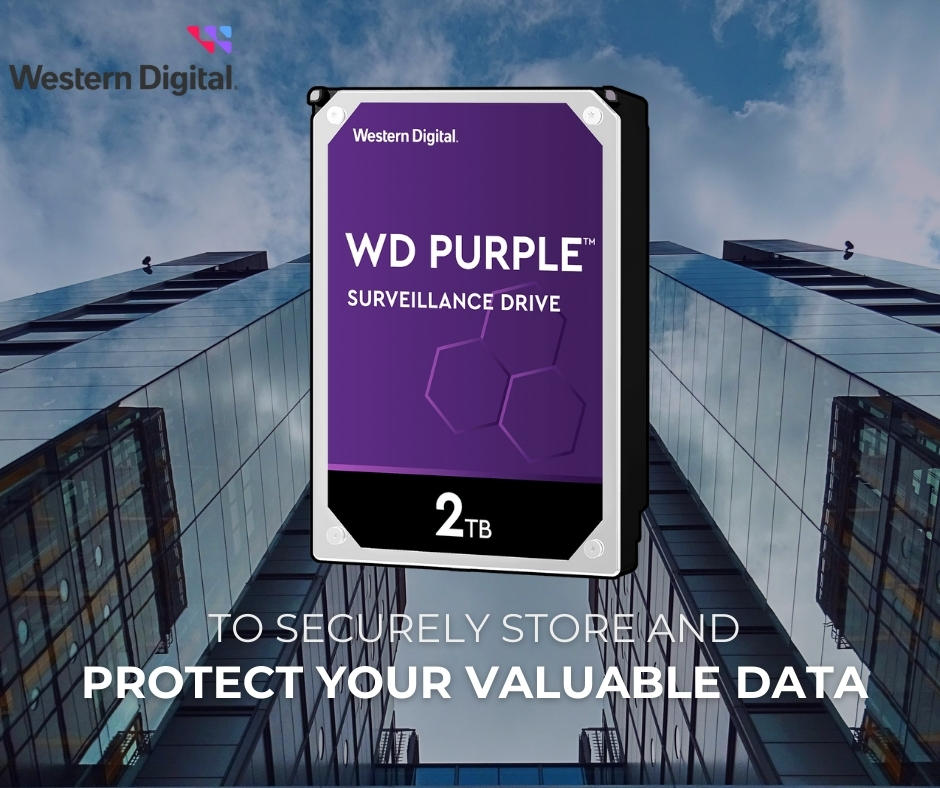 Western Digital.
Western Digital.
WD PURPLE™
SURVEILLANCE DRIVE
2TB
TO SECURELY STORE AND
PROTECT YOUR VALUABLE DATA